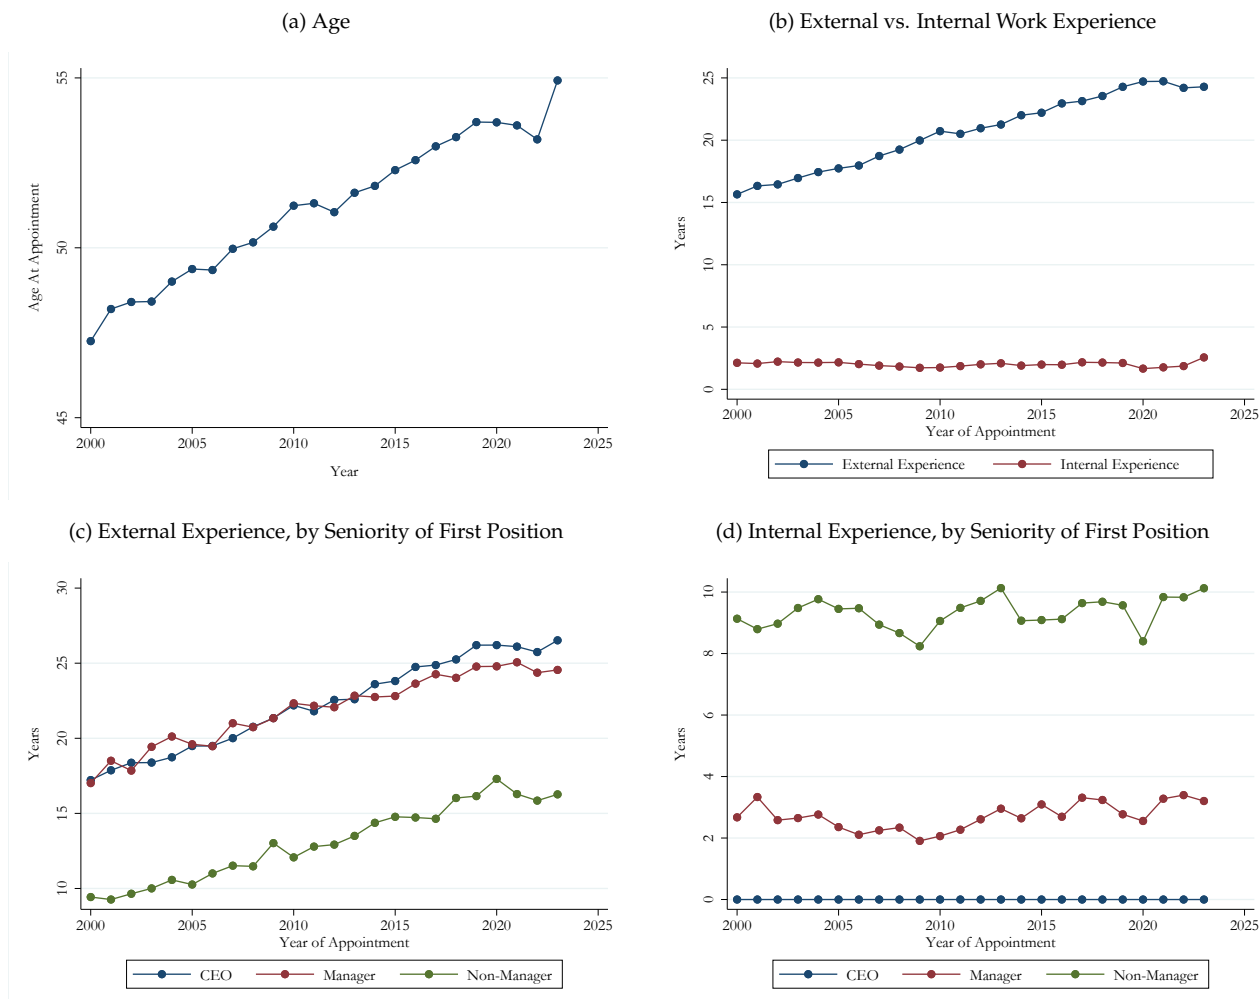 (a) Age
55
50
45
Age At Appointment
2000 2005 2010 2015 2020 2025
Year
(b) External vs. Internal Work Experience
25
20
15
10
5
0
Years
2000 2005 2010 2015 2020 2025
Year of Appointment
External Experience Internal Experience
(c) External Experience, by Seniority of First Position
30
25
20
15
10
Years
2000 2005 2010 2015 2020 2025
Year of Appointment
CEO Manager Non-Manager
(d) Internal Experience, by Seniority of First Position
10
8
6
4
2
0
Years
2000 2005 2010 2015 2020 2025
Year of Appointment
CEO Manager Non-Manager